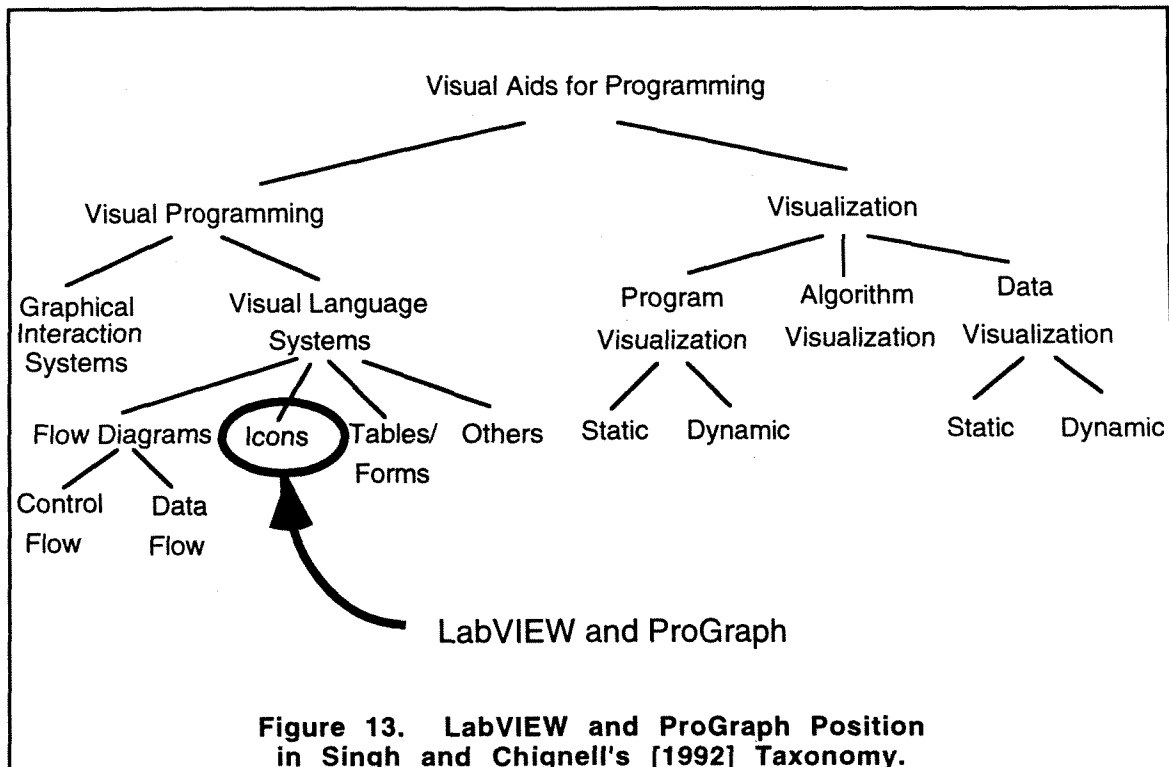 Visual Aids for Programming
Visual Programming
Visualization
Graphical
Interaction
Systems
Visual Language
Systems
Program
Visualization
Algorithm
Visualization
Data
Visualization
Flow Diagrams
Icons
Tables/
Forms
Others
Static
Dynamic
Static
Dynamic
Control
Flow
Data
Flow
LabVIEW and ProGraph
Figure 13. LabVIEW and ProGraph Position
in Singh and Chignell's [1992] Taxonomy.